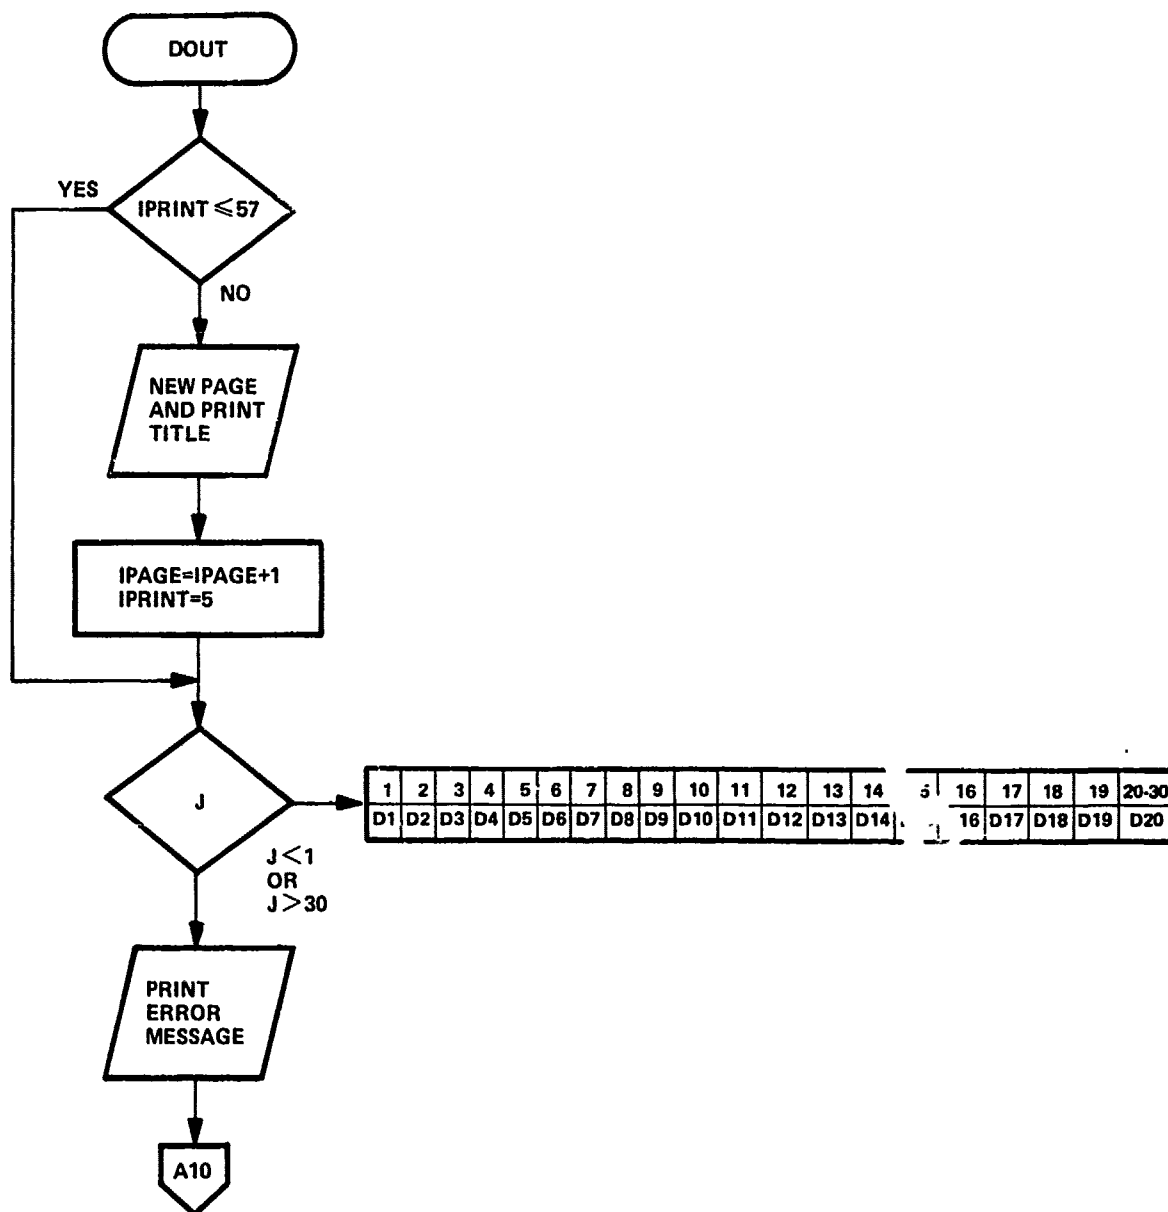 DOUT
YES
IPRINT ≤57
NO
NEW PAGE
AND PRINT
TITLE
IPAGE=IPAGE+1
IPRINT=5
J
1 2 3 4 5 6 7 8 9 10 11 12 13 14 5 16 17 18 19 20-30
D1 D2 D3 D4 D5 D6 D7 D8 D9 D10 D11 D12 D13 D14 16 D17 D18 D19 D20
J<1
OR
J>30
PRINT
ERROR
MESSAGE
A10